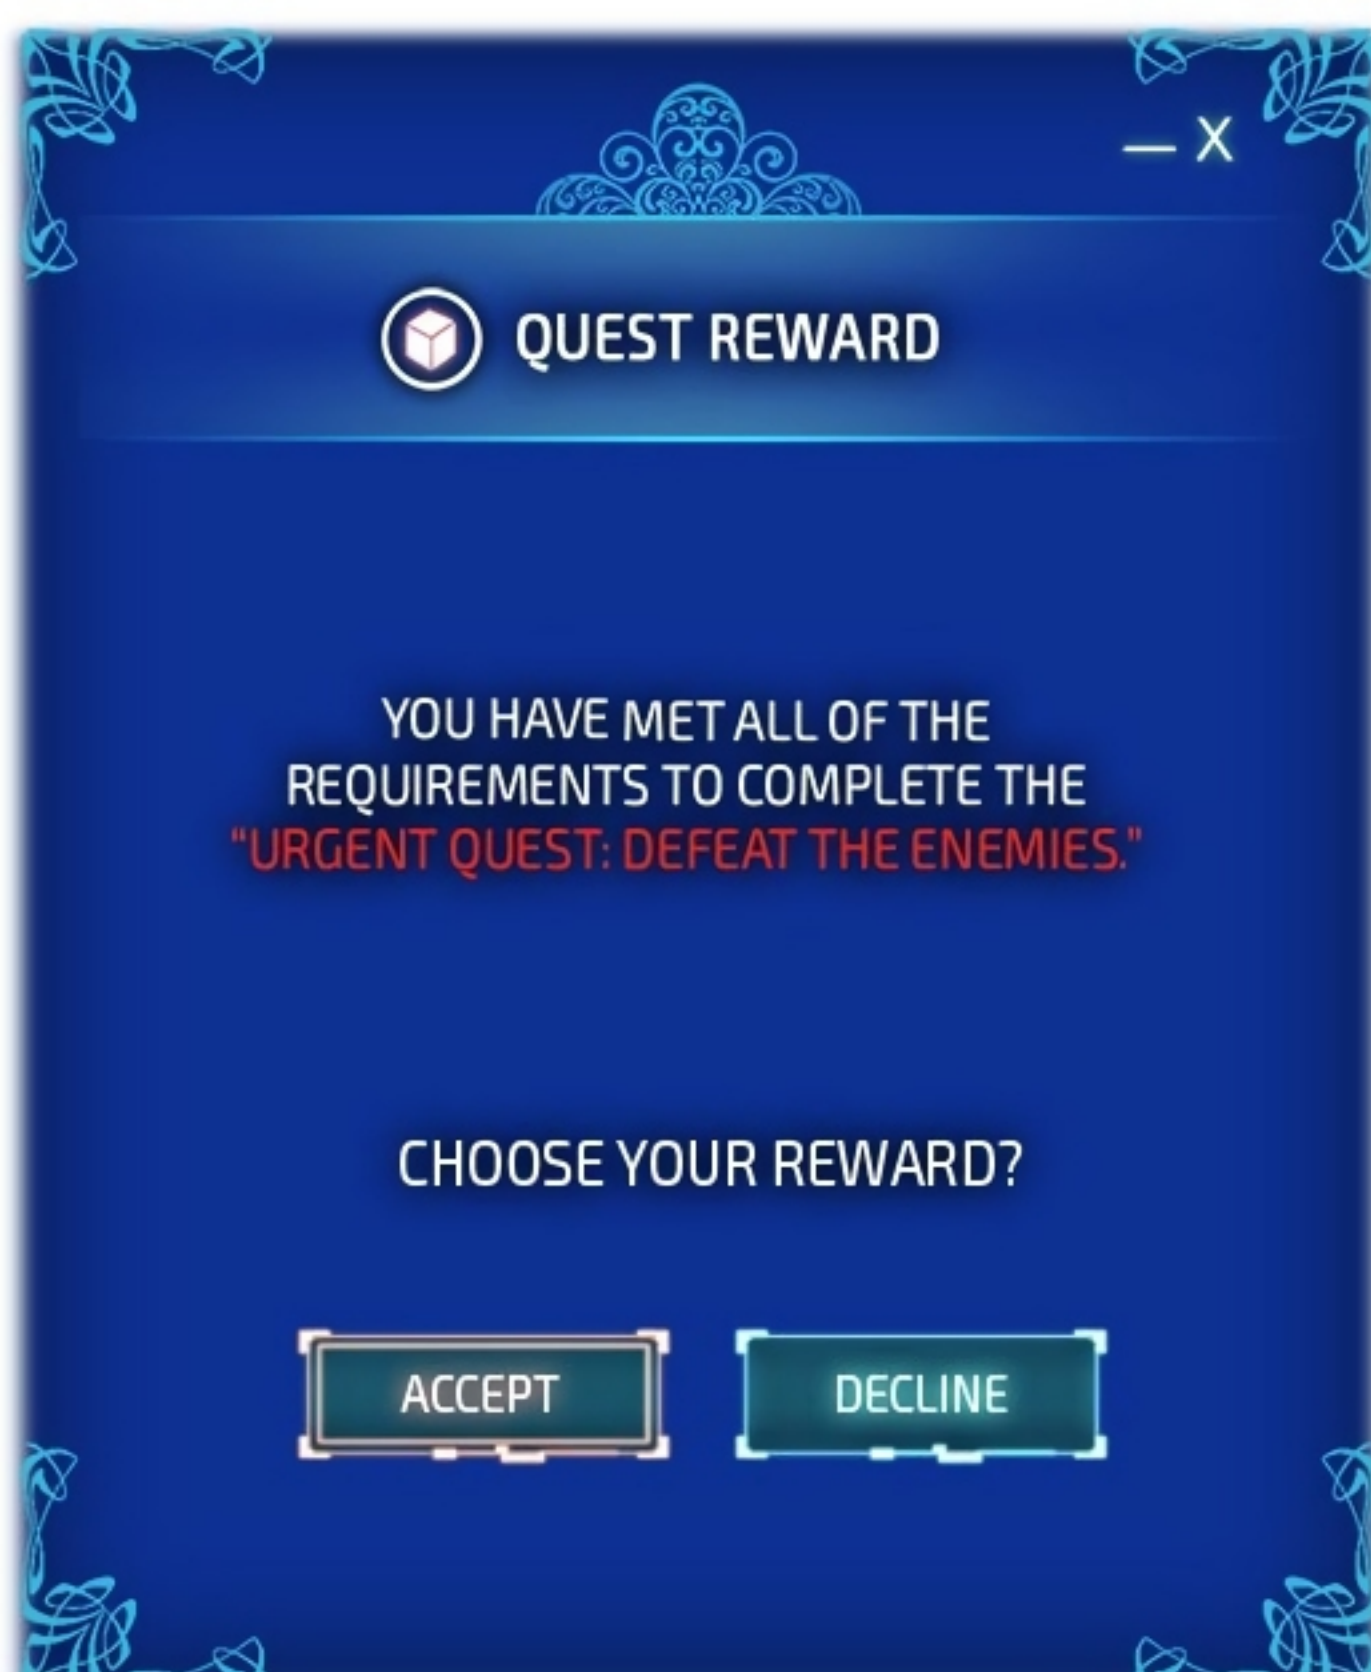 — X
QUEST REWARD
YOU HAVE MET ALL OF THE
REQUIREMENTS TO COMPLETE THE
“URGENT QUEST: DEFEAT THE ENEMIES.”
CHOOSE YOUR REWARD?
ACCEPT DECLINE